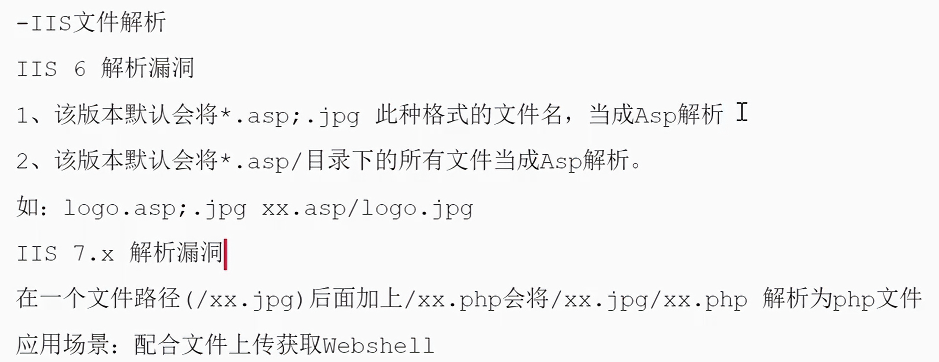 -IIS文件解析
IIS 6 解析漏洞
1、该版本默认会将*.asp;.jpg 此种格式的文件名，当成Asp解析
2、该版本默认会将*.asp/目录下的所有文件当成Asp解析。
如：logo.asp;.jpg xx.asp/logo.jpg
IIS 7.x 解析漏洞
在一个文件路径(/xx.jpg)后面加上/xx.php会将/xx.jpg/xx.php 解析为php文件
应用场景：配合文件上传获取Webshell